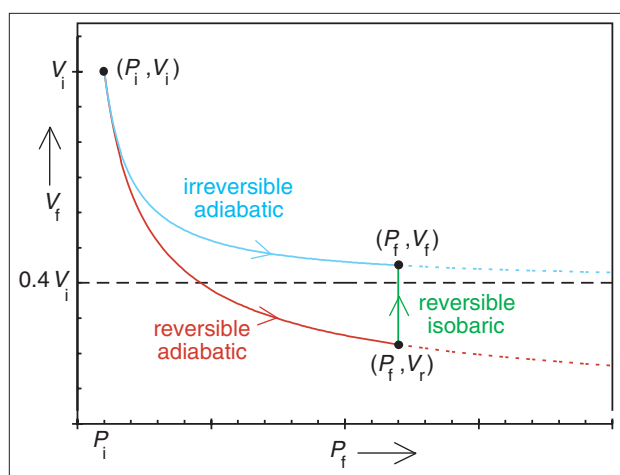 V_i
(P_i, V_i)
V_f
irreversible
adiabatic
(P_f, V_f)
0.4 V_i
reversible
isobaric
reversible
adiabatic
(P_f, V_r)
P_i
P_f